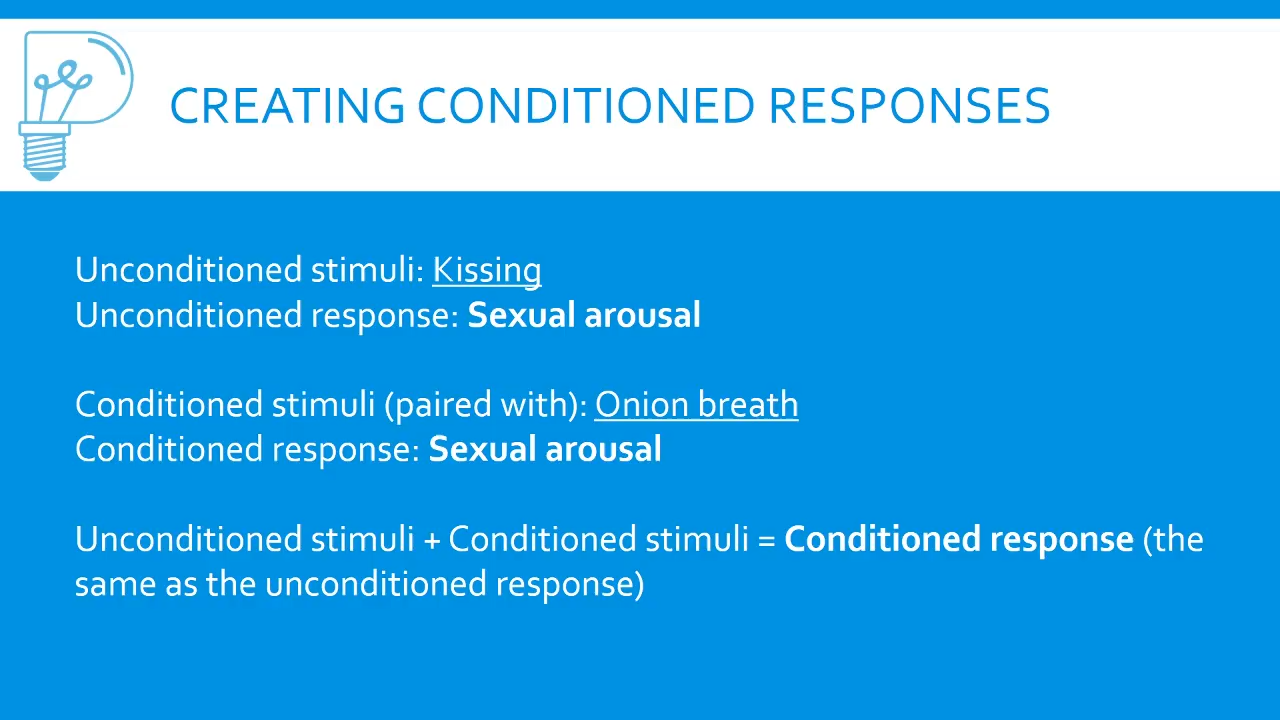 CREATING CONDITIONED RESPONSES
Unconditioned stimuli: Kissing
Unconditioned response: Sexual arousal
Conditioned stimuli (paired with): Onion breath
Conditioned response: Sexual arousal
Unconditioned stimuli + Conditioned stimuli = Conditioned response (the
same as the unconditioned response)